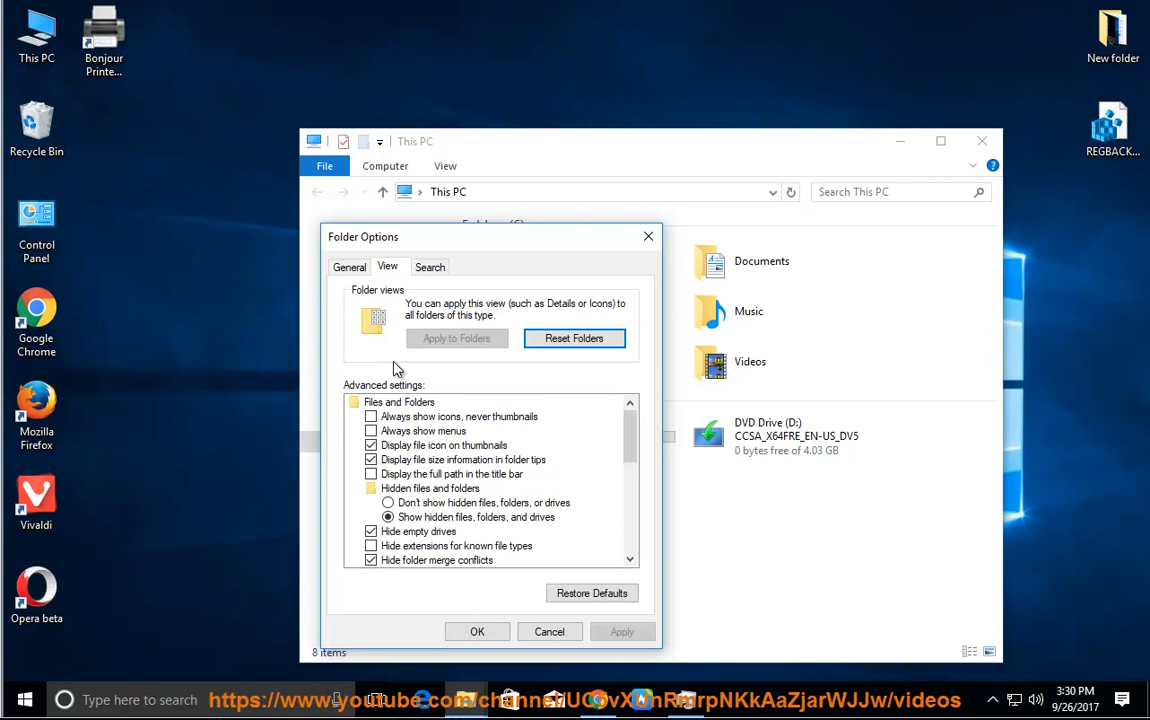 This PC
Bonjour
Printe...
Recycle Bin
Control
Panel
Google
Chrome
Mozilla
Firefox
Vivaldi
Opera beta
New folder
REGBACK...
This PC
File
Computer
View
This PC
Search This PC
Folder Options
General
View
Search
Folder views
You can apply this view (such as Details or Icons) to
all folders of this type.
Apply to Folders
Reset Folders
Advanced settings:
Files and Folders
Always show icons, never thumbnails
Always show menus
Display file icon on thumbnails
Display file size information in folder tips
Display the full path in the title bar
Hidden files and folders
Don't show hidden files, folders, or drives
Show hidden files, folders, and drives
Hide empty drives
Hide extensions for known file types
Hide folder merge conflicts
Restore Defaults
OK
Cancel
Apply
Documents
Music
Videos
DVD Drive (D:)
CCSA_X64FRE_EN-US_DV5
0 bytes free of 4.03 GB
8 items
Type here to search
3:30 PM
9/26/2017